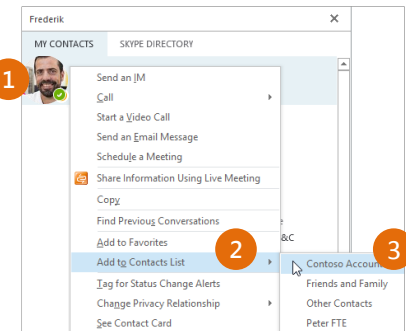 Frederik
MY CONTACTS SKYPE DIRECTORY
1
Send an IM
Call
Start a Video Call
Send an Email Message
Schedule a Meeting
Share Information Using Live Meeting
Copy
Find Previous Conversations
&C
Add to Favorites
2
3
Add to Contacts List
Contoso
Tag for Status Change Alerts
Friends and Family
Change Privacy Relationship
Other Contacts
See Contact Card
Peter FTE